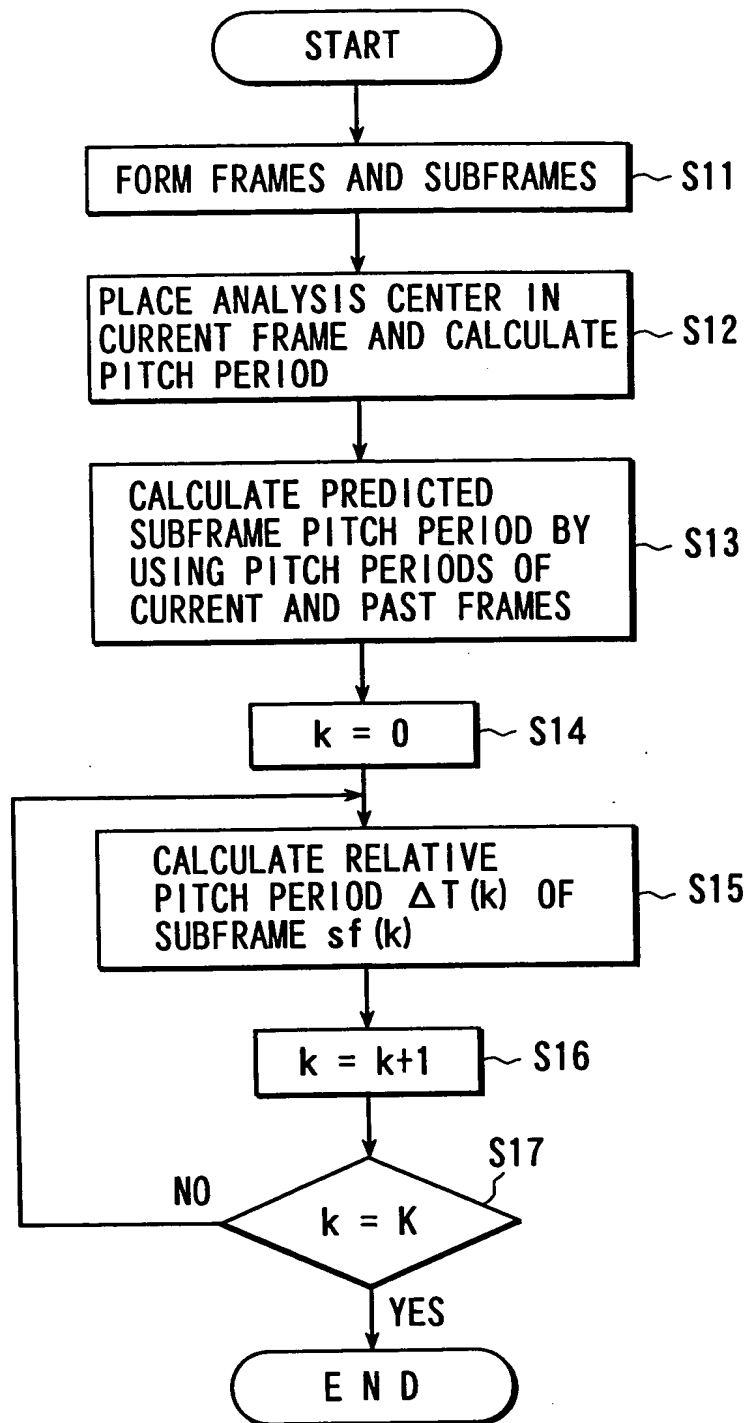 START
FORM FRAMES AND SUBFRAMES
S11
PLACE ANALYSIS CENTER IN
CURRENT FRAME AND CALCULATE
PITCH PERIOD
S12
CALCULATE PREDICTED
SUBFRAME PITCH PERIOD BY
USING PITCH PERIODS OF
CURRENT AND PAST FRAMES
S13
k = 0
S14
CALCULATE RELATIVE
PITCH PERIOD ΔT(k) OF
SUBFRAME sf(k)
S15
k = k+1
S16
S17
NO
k = K
YES
END